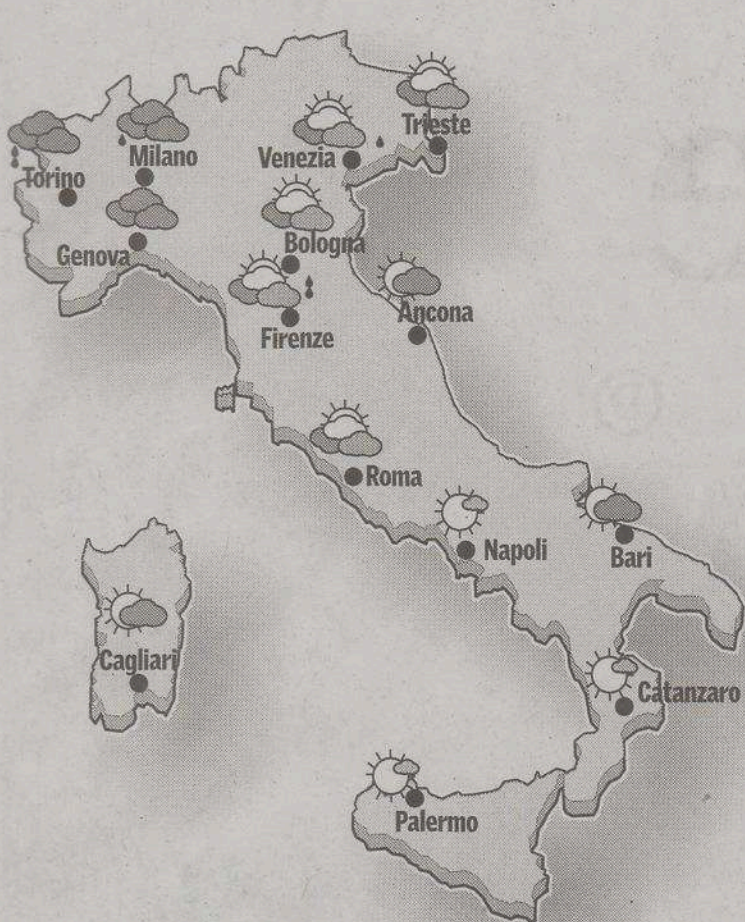 Trieste
Torino
Milano
Venezia
Genova
Bologna
Firenze
Ancona
Roma
Napoli
Bari
Cagliari
Catanzaro
Palermo